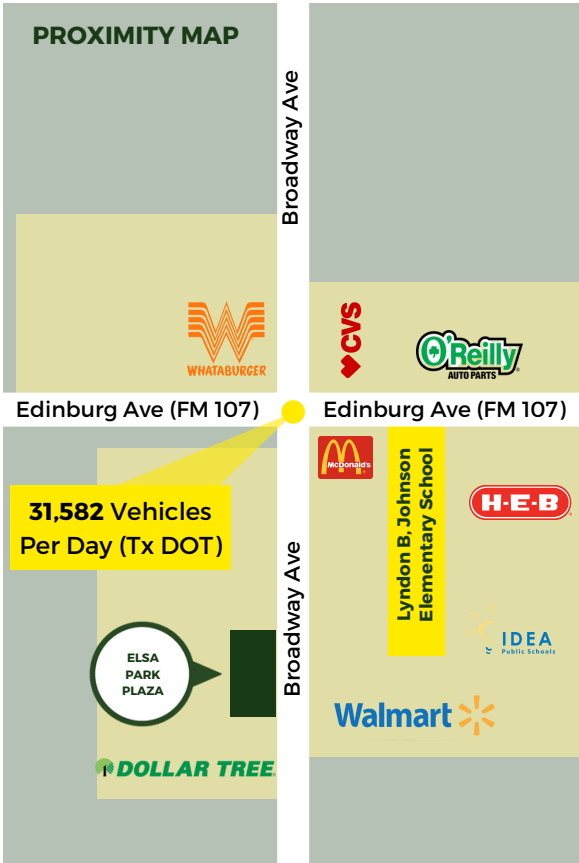 PROXIMITY MAP
Broadway Ave
WHATABURGER
CVS
O'Reilly
AUTO PARTS
Edinburg Ave (FM 107)
Edinburg Ave (FM 107)
31,582 Vehicles
Per Day (Tx DOT)
McDonald's
Lyndon B, Johnson
Elementary School
H-E-B
Broadway Ave
ELSA
PARK
PLAZA
IDEA
Public Schools
Walmart
DOLLAR TREE